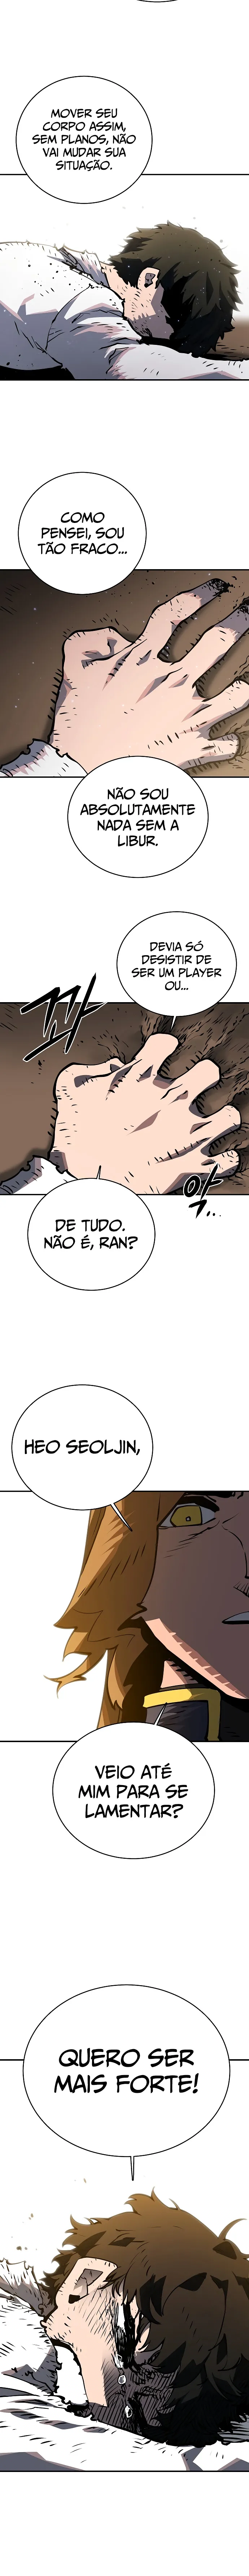 MOVER SEU
CORPO ASSIM,
SEM PLANOS, NÃO
VAI MUDAR SUA
SITUAÇÃO.
COMO
PENSEI, SOU
TÃO FRACO...
NÃO SOU
ABSOLUTAMENTE
NADA SEM A
LIBUR.
DEVIA SÓ
DESISTIR DE
SER UM PLAYER
OU...
콰
아...
DE TUDO.
NÃO É, RAN?
HEO SEOLJIN,
VEIO ATÉ
MIM PARA SE
LAMENTAR?
QUERO SER
MAIS FORTE!